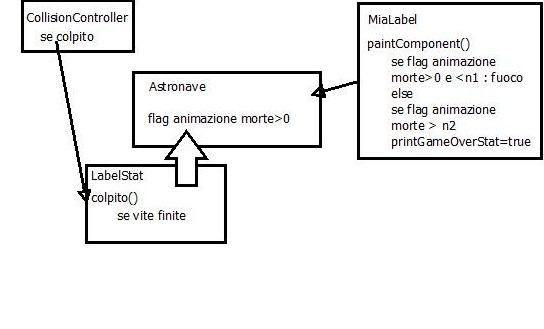 CollisionController
se colpito
MiaLabel
paintComponent()
se flag animazione
morte>0 e <n1 : fuoco
else
se flag animazione
morte > n2
printGameOverStat=true
Astronave
flag animazione morte>0
LabelStat
colpito()
se vite finite